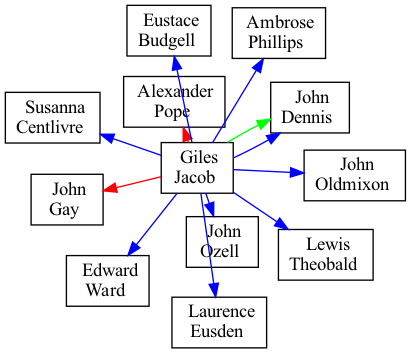 Eustace
Budgell
Ambrose
Phillips
Alexander
Pope
John
Dennis
Susanna
Centlivre
Giles
Jacob
John
Oldmixon
John
Gay
John
Ozell
Lewis
Theobald
Edward
Ward
Laurence
Eusden